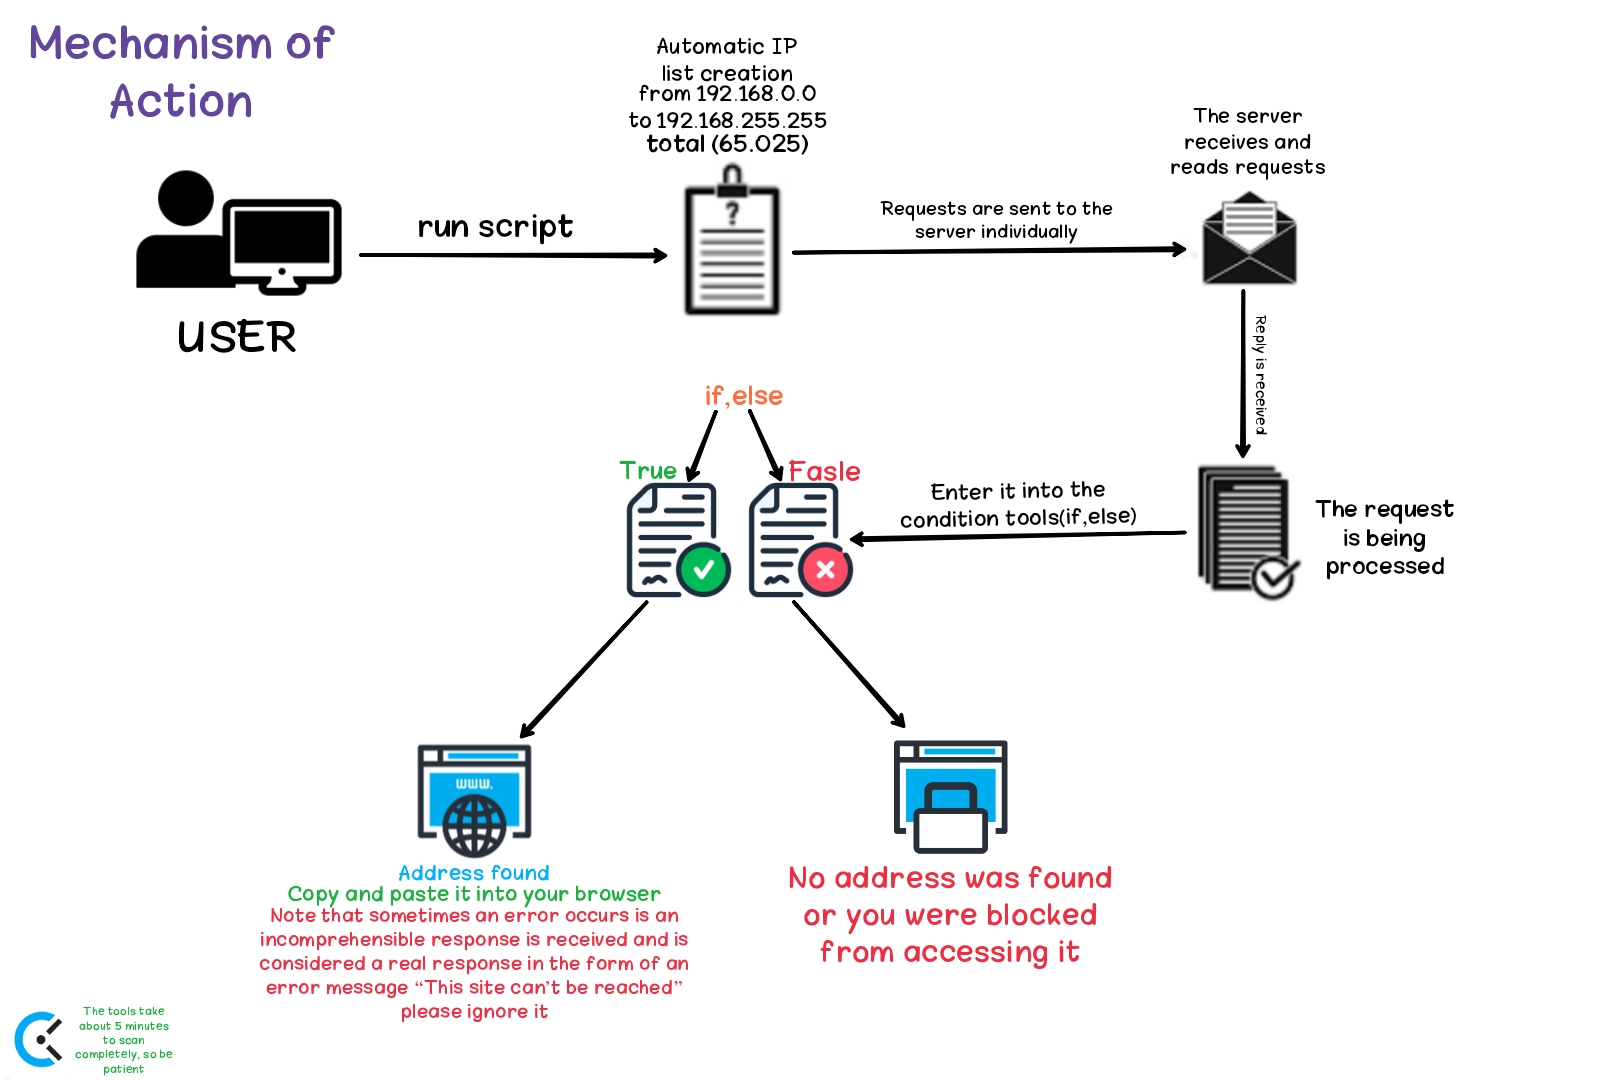 Mechanism of
Action
Automatic IP
list creation
from 192.168.0.0
to 192.168.255.255
total (65.025)
The server
receives and
reads requests
run script
Requests are sent to the
server individually
USER
Reply is received
if,else
True
Fasle
Enter it into the
condition tools(if,else)
The request
is being
processed
?
www.
Address found
Copy and paste it into your browser
Note that sometimes an error occurs is an
incomprehensible response is received and is
considered a real response in the form of an
error message “This site can’t be reached”
please ignore it
No address was found
or you were blocked
from accessing it
The tools take
about 5 minutes
to scan
completely, so be
patient